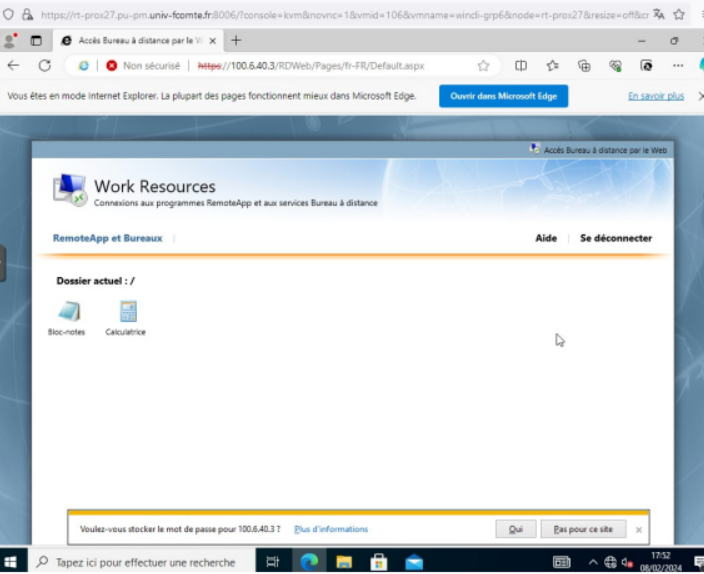 https://rt-prox27.pu-pm.univ-fcomte.fr:8006/?console=kvm&novnc=1&vmid=106&vmname=windi-grp6&node=rt-prox27&resize=off&cr
Accès Bureau à distance par le W
Non sécurisé https://100.6.40.3/RDWeb/Pages/fr-FR/Default.aspx
Vous êtes en mode Internet Explorer. La plupart des pages fonctionnent mieux dans Microsoft Edge. Ouvrir dans Microsoft Edge En savoir plus
Accès Bureau à distance par le Web
Work Resources
Connexions aux programmes RemoteApp et aux services Bureau à distance
RemoteApp et Bureaux Aide Se déconnecter
Dossier actuel : /
Bloc-notes Calculatrice
Voulez-vous stocker le mot de passe pour 100.6.40.3 ? Plus d'informations Oui Pas pour ce site
Tapez ici pour effectuer une recherche
17:52
08/02/2024